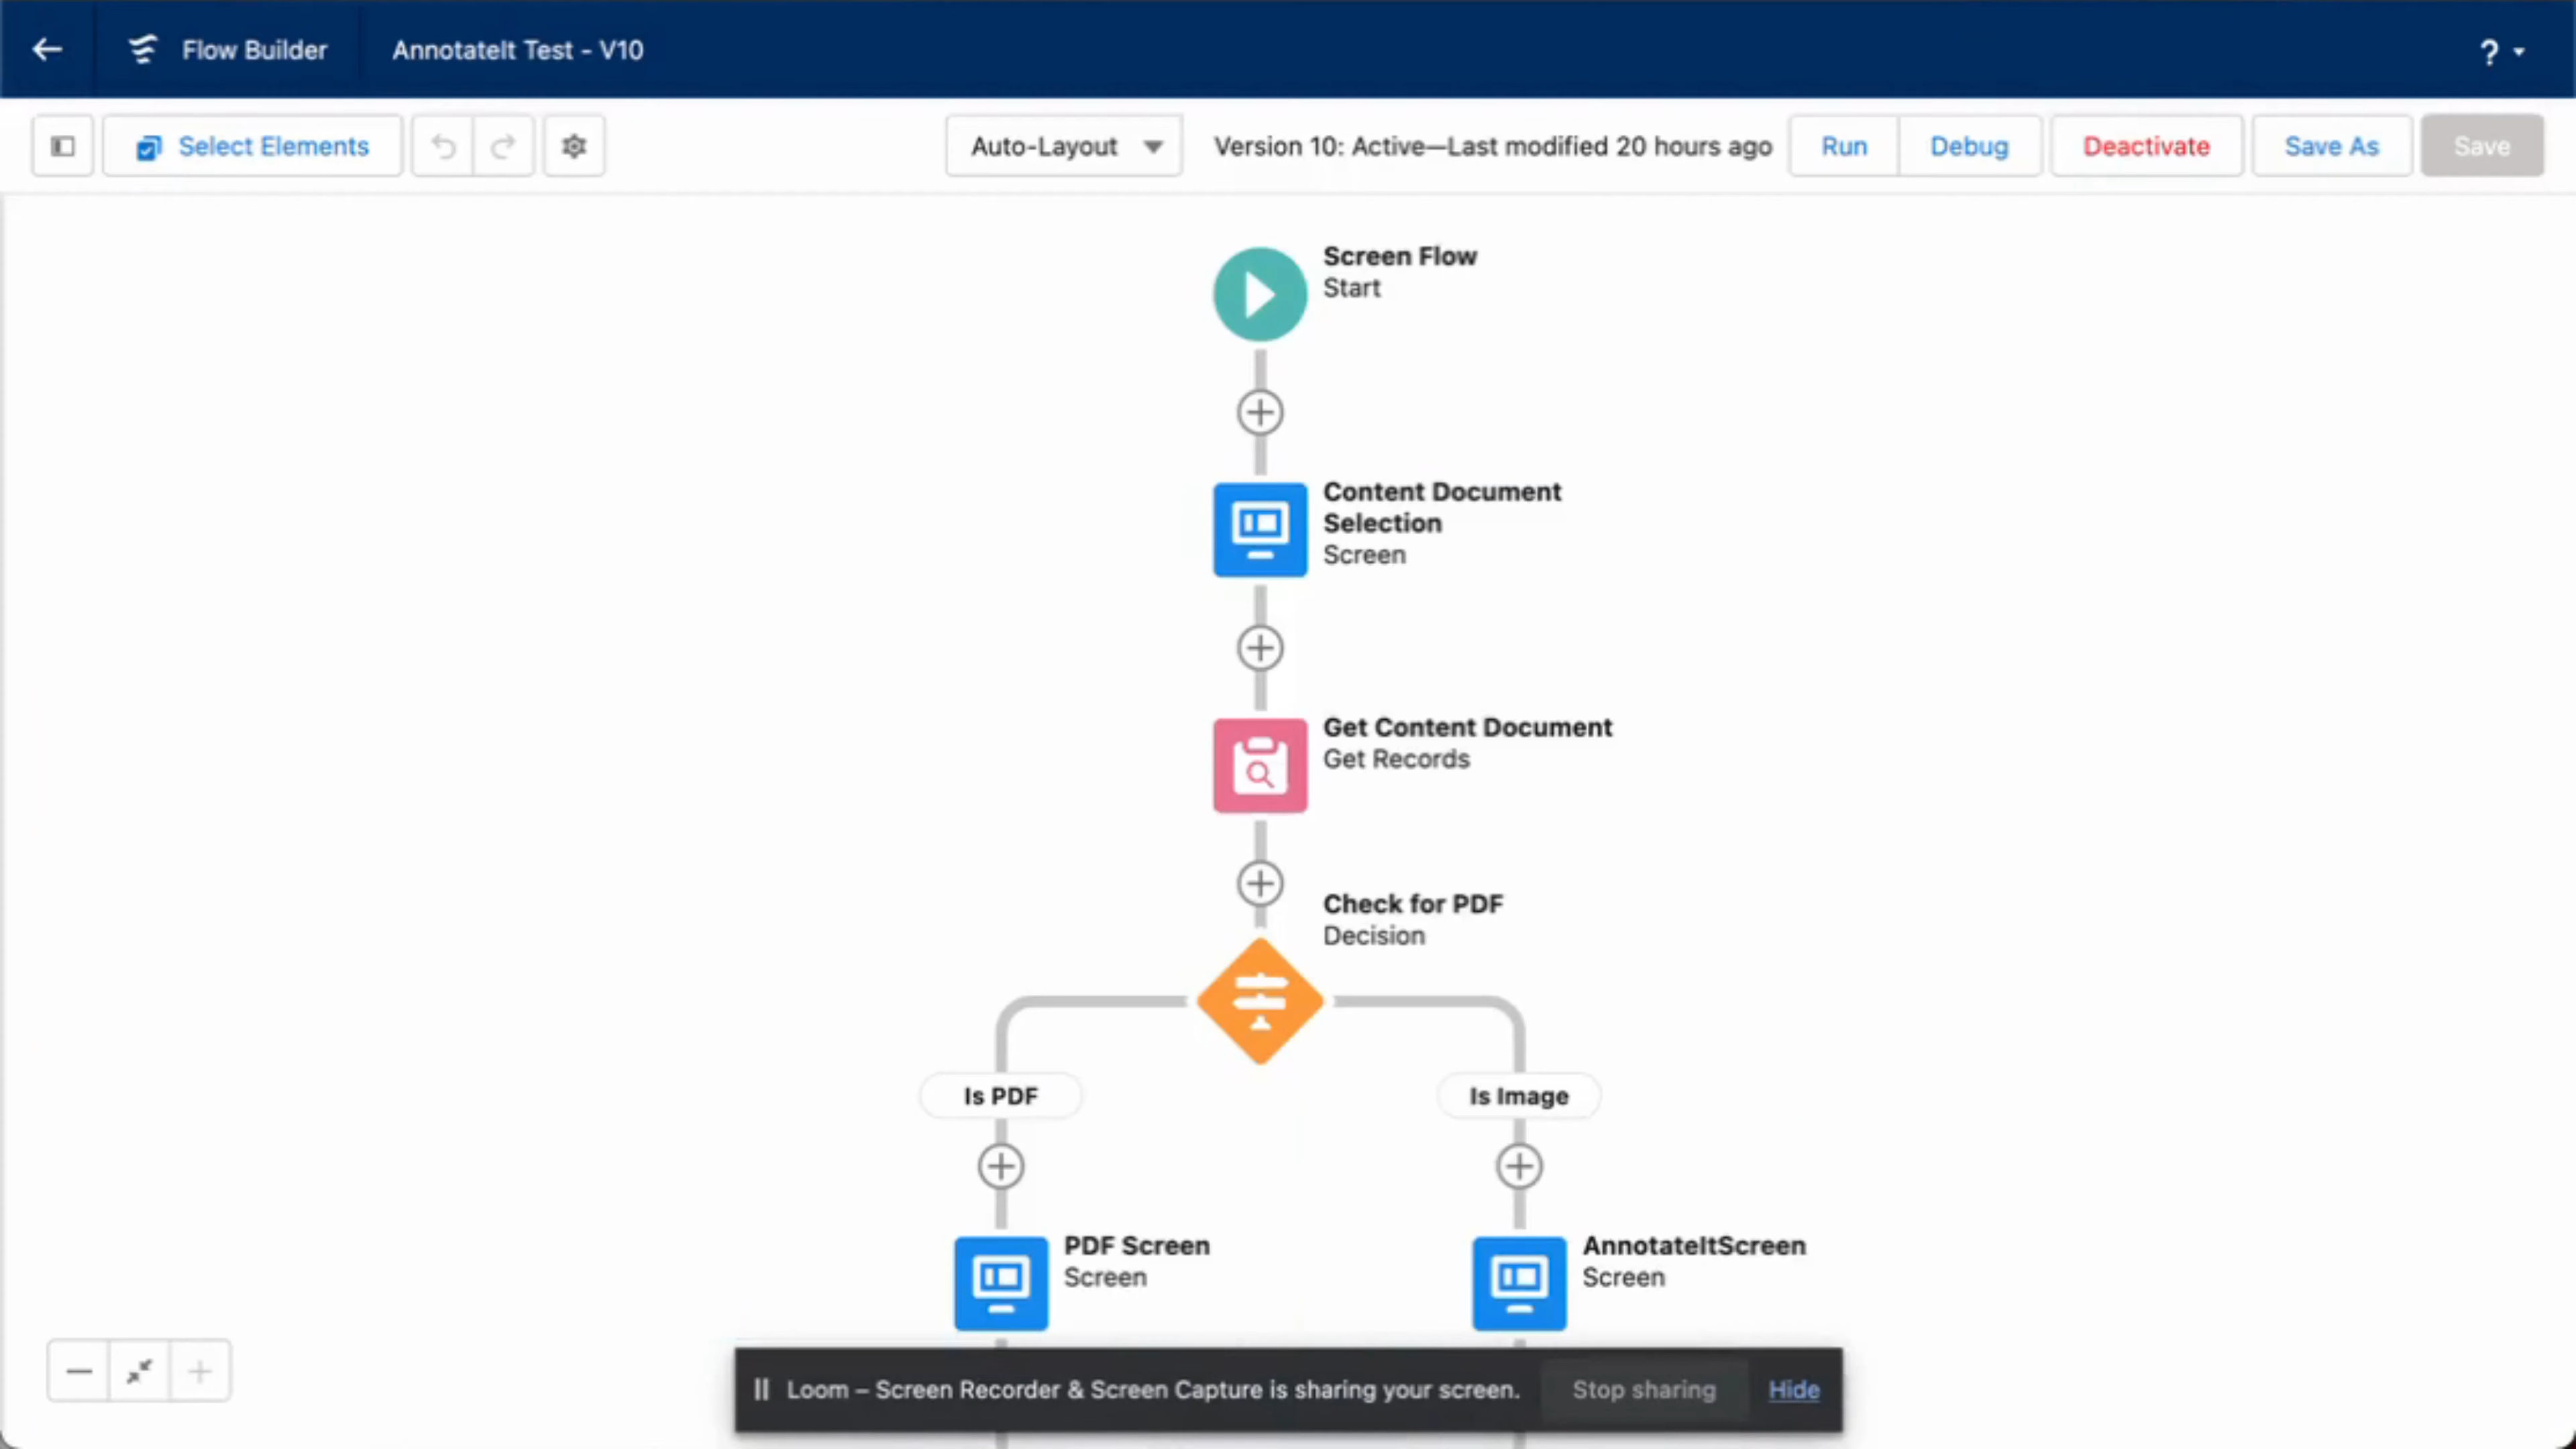 Flow Builder
AnnotateIt Test - V10
?
Select Elements
Auto-Layout
Version 10: Active—Last modified 20 hours ago
Run
Debug
Deactivate
Save As
Save
Screen Flow
Start
Content Document
Selection
Screen
Get Content Document
Get Records
Check for PDF
Decision
Is PDF
Is Image
PDF Screen
Screen
AnnotateItScreen
Screen
Loom – Screen Recorder & Screen Capture is sharing your screen.
Stop sharing
Hide